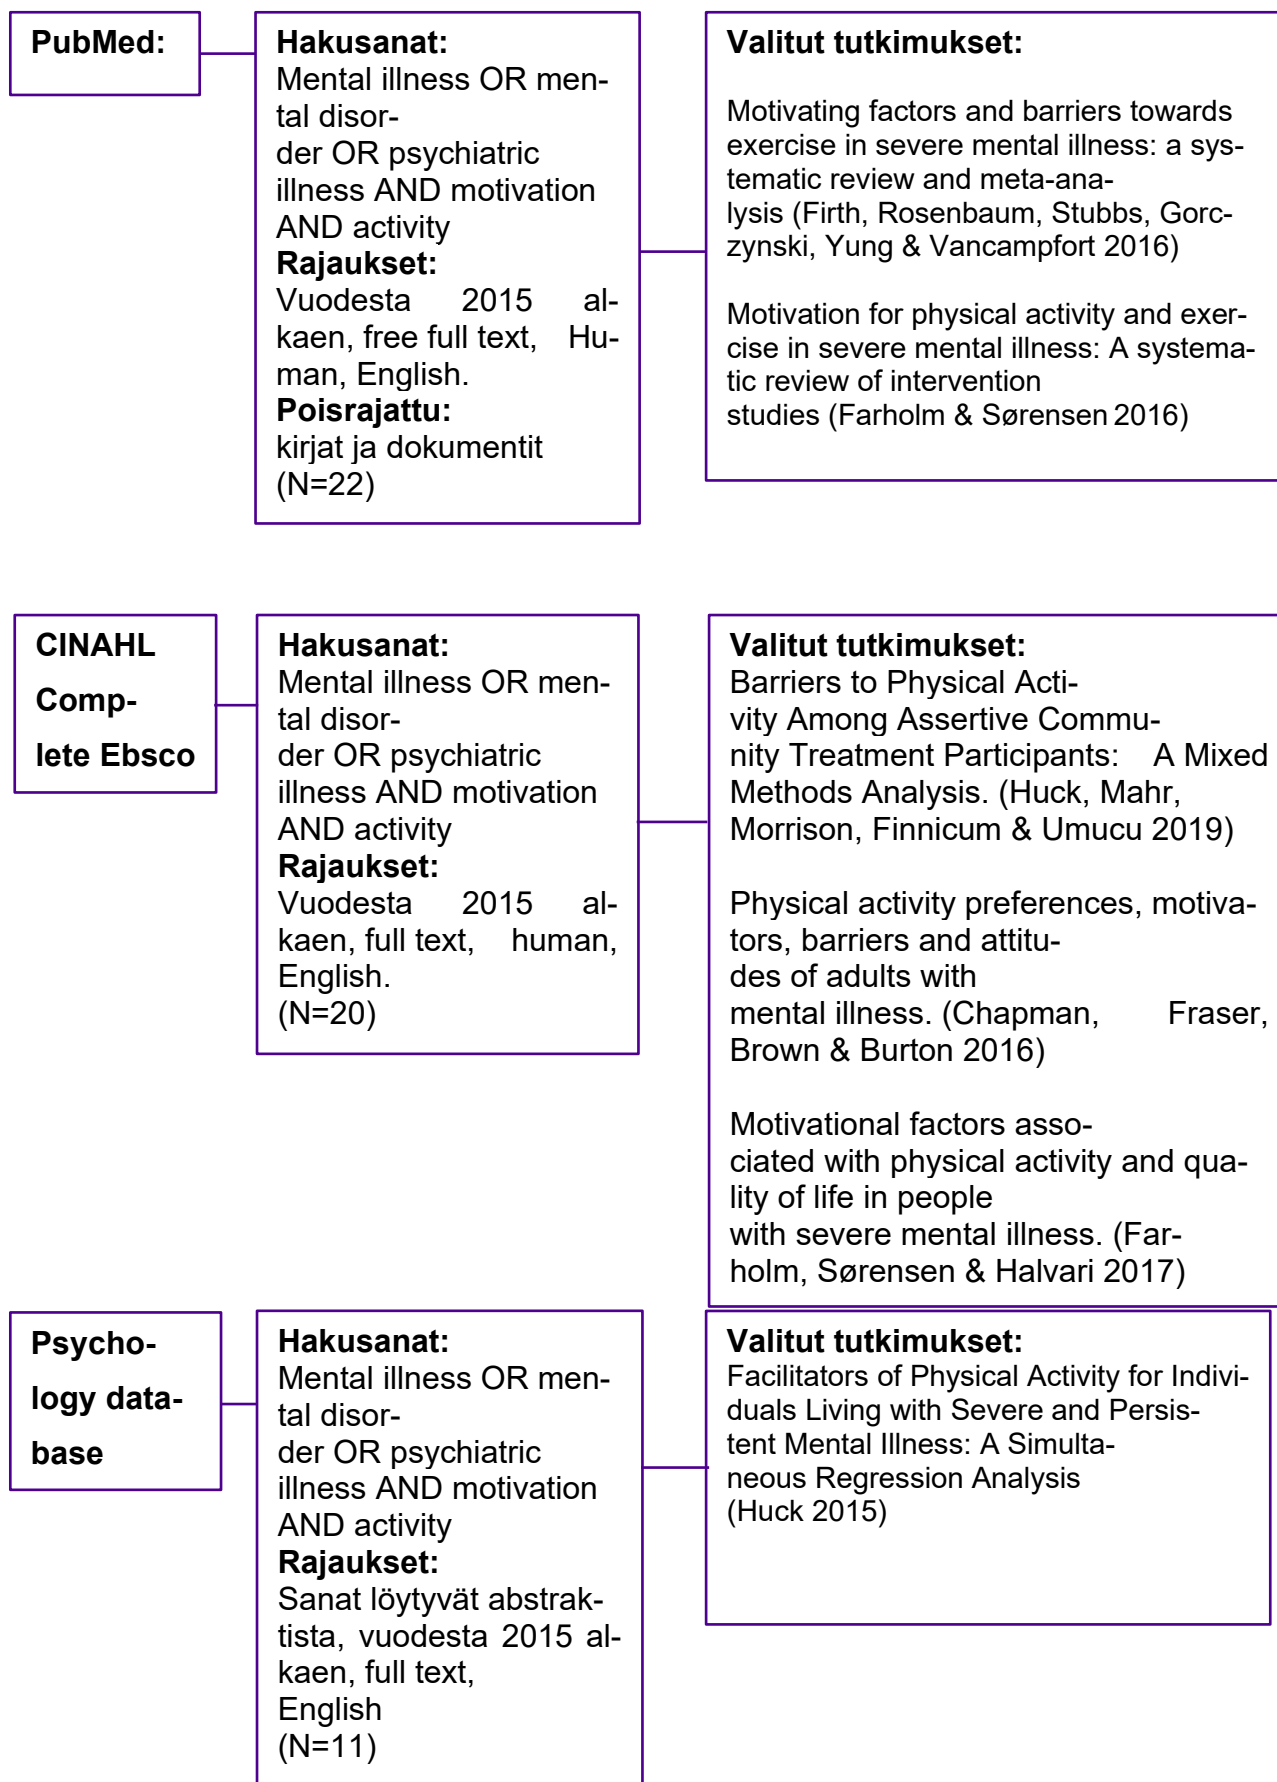 PubMed:
Hakusanat:
Mental illness OR men-
tal disor-
der OR psychiatric
illness AND motivation
AND activity
Rajaukset:
Vuodesta 2015 al-
kaen, free full text, Hu-
man, English.
Poisrajattu:
kirjat ja dokumentit
(N=22)
Valitut tutkimukset:
Motivating factors and barriers towards
exercise in severe mental illness: a sys-
tematic review and meta-ana-
lysis (Firth, Rosenbaum, Stubbs, Gorc-
zynski, Yung & Vancampfort 2016)
Motivation for physical activity and exer-
cise in severe mental illness: A systema-
tic review of intervention
studies (Farholm & Sørensen 2016)
CINAHL
Comp-
lete Ebsco
Hakusanat:
Mental illness OR men-
tal disor-
der OR psychiatric
illness AND motivation
AND activity
Rajaukset:
Vuodesta 2015 al-
kaen, full text, human,
English.
(N=20)
Valitut tutkimukset:
Barriers to Physical Acti-
vity Among Assertive Commu-
nity Treatment Participants: A Mixed
Methods Analysis. (Huck, Mahr,
Morrison, Finnicum & Umucu 2019)
Physical activity preferences, motiva-
tors, barriers and attitu-
des of adults with
mental illness. (Chapman, Fraser,
Brown & Burton 2016)
Motivational factors asso-
ciated with physical activity and qua-
lity of life in people
with severe mental illness. (Far-
holm, Sørensen & Halvari 2017)
Psycho-
logy data-
base
Hakusanat:
Mental illness OR men-
tal disor-
der OR psychiatric
illness AND motivation
AND activity
Rajaukset:
Sanat löytyvät abstrak-
tista, vuodesta 2015 al-
kaen, full text,
English
(N=11)
Valitut tutkimukset:
Facilitators of Physical Activity for Indivi-
duals Living with Severe and Persis-
tent Mental Illness: A Simulta-
neous Regression Analysis
(Huck 2015)